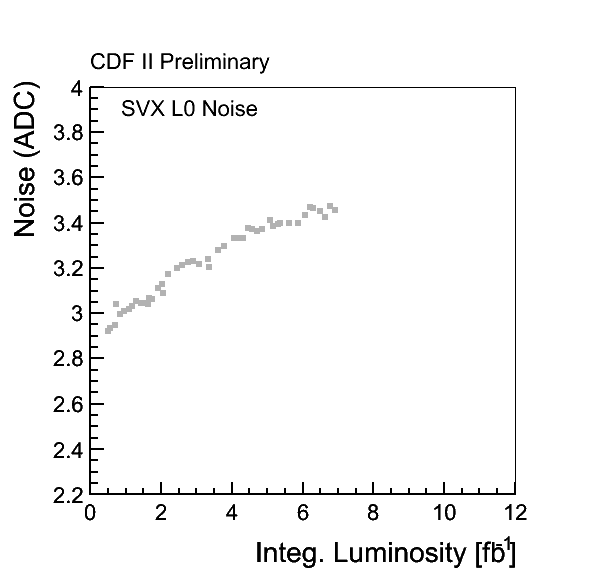 CDF II Preliminary
SVX L0 Noise
Noise (ADC)
4
3.8
3.6
3.4
3.2
3
2.8
2.6
2.4
2.2
0 2 4 6 8 10 12
Integ. Luminosity [fb⁻¹]